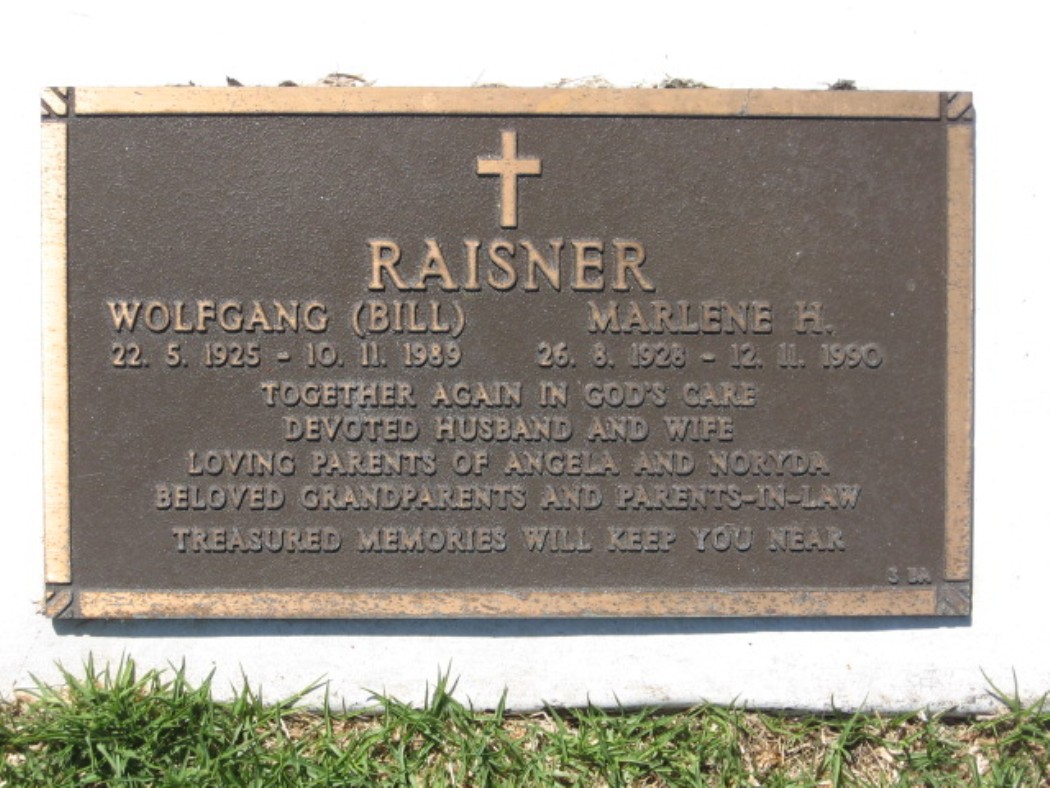 RAISNER
WOLFGANG (BILL) MARLENE H.
22. 5. 1925 - 10. 11. 1989 26. 8. 1928 - 12. 11. 1990
TOGETHER AGAIN IN GOD'S CARE
DEVOTED HUSBAND AND WIFE
LOVING PARENTS OF ANGELA AND NORYDA
BELOVED GRANDPARENTS AND PARENTS-IN-LAW
TREASURED MEMORIES WILL KEEP YOU NEAR